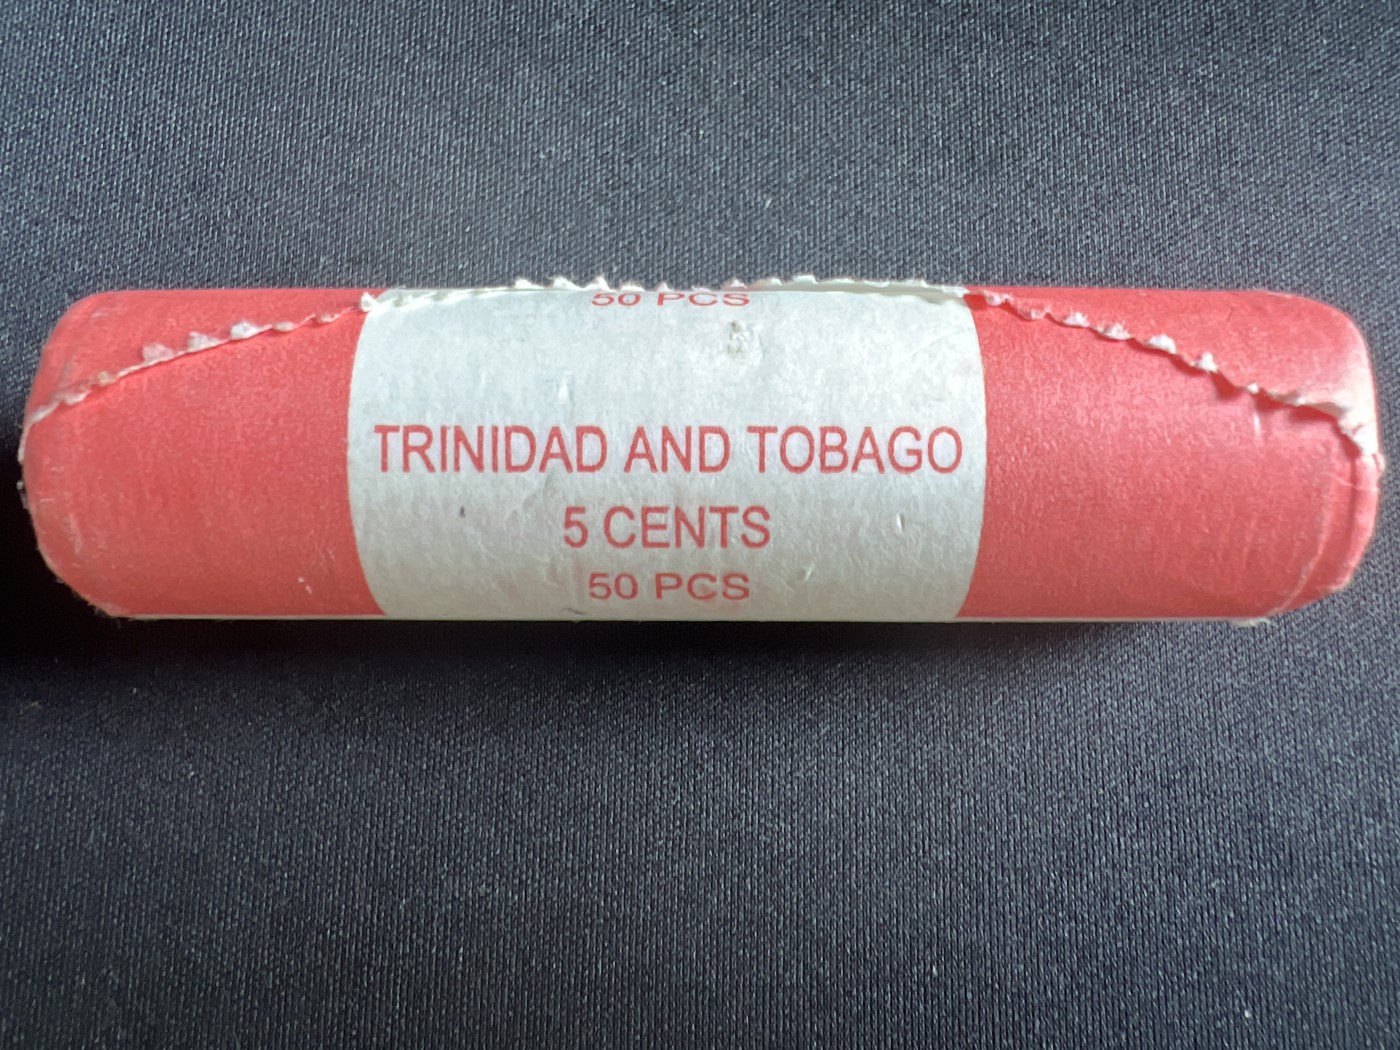 50 PCS
TRINIDAD AND TOBAGO
5 CENTS
50 PCS